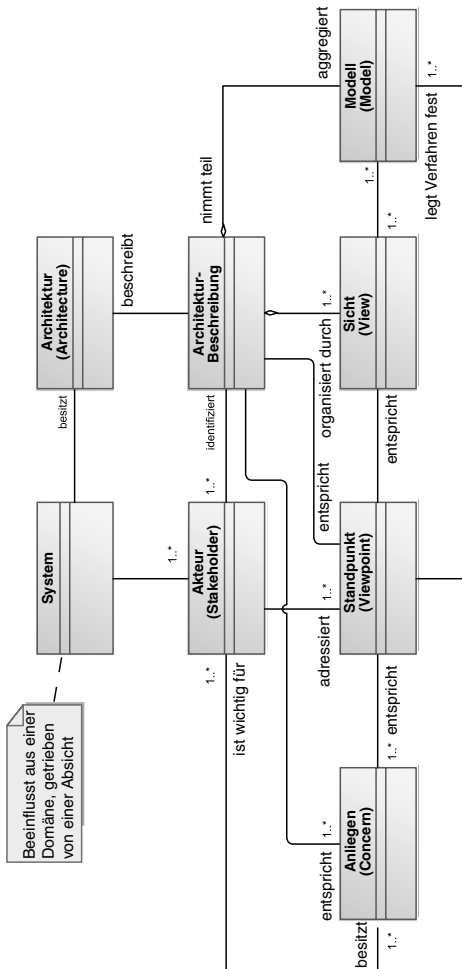 Beeinflusst aus einer
Domäne, getrieben
von einer Absicht
System
besitzt
Architektur
(Architecture)
1..*
beschreibt
Akteur
(Stakeholder)
1..*
identifiziert
Architektur-
Beschreibung
nimmt teil
1..*
ist wichtig für
adressiert
1..*
entspricht
organisiert durch
1..*
aggregiert
entspricht
1..*
Anliegen
(Concern)
Standpunkt
(Viewpoint)
Sicht
(View)
Modell
(Model)
besitzt
1..*
1..*
entspricht
entspricht
1..*
1..*
legt Verfahren fest
1..*